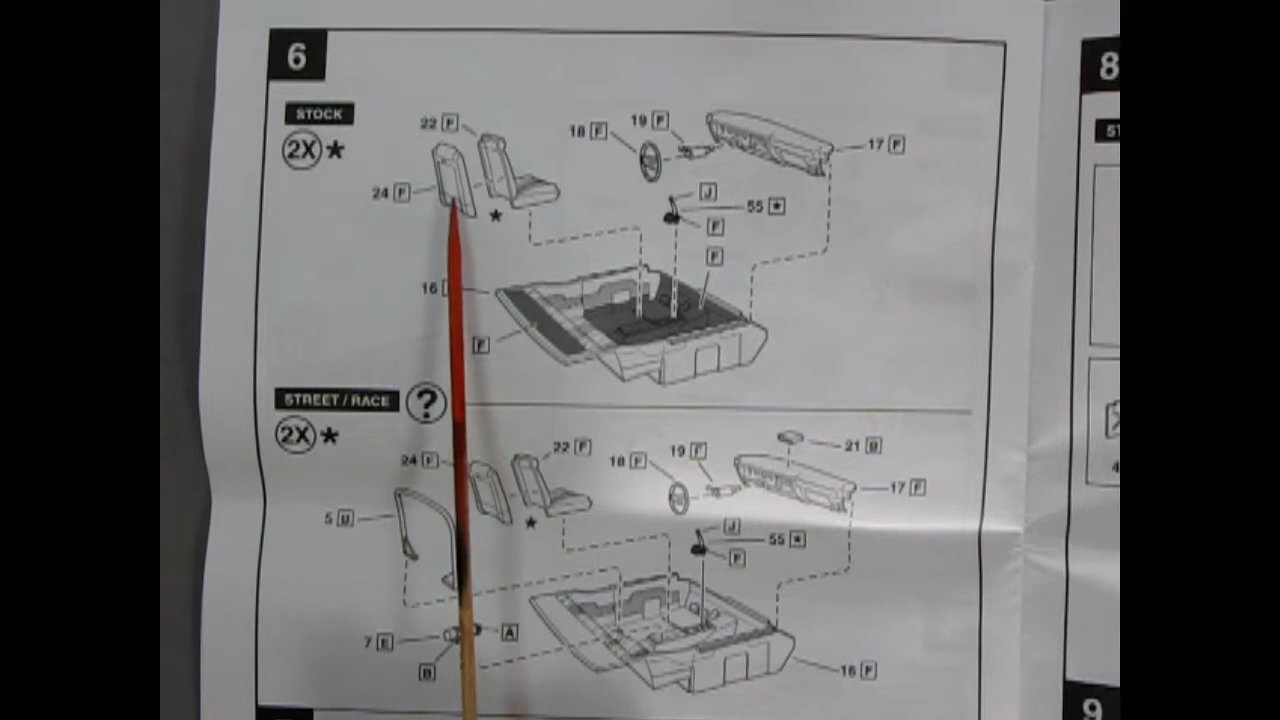 6
STOCK
2X★
22 F
24 F
★
18 F
19 F
17 F
J
55 ★
F
F
16
F
STREET / RACE ?
2X★
24 F
22 F
★
5 B
18 F
19 F
21 B
17 F
J
55 ★
F
7 E
A
B
16 F
8
9